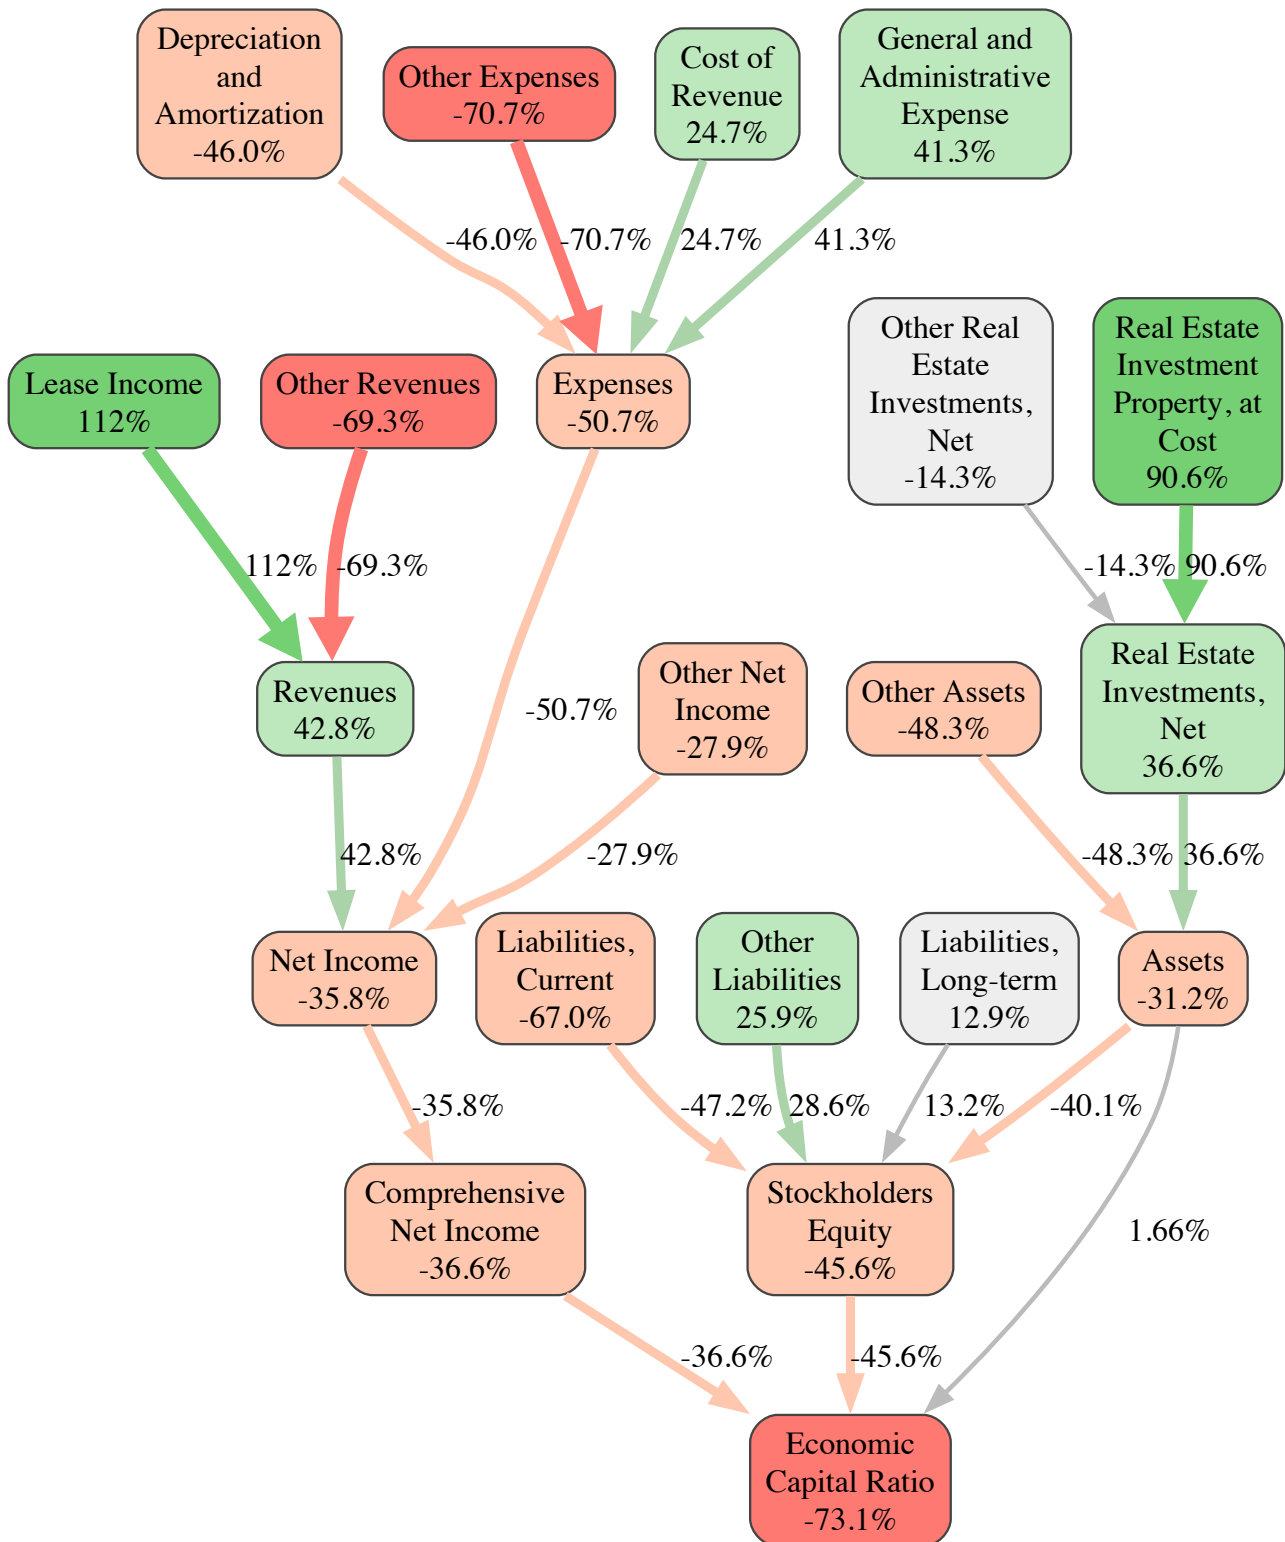 Depreciation
and
Amortization
-46.0%
Other Expenses
-70.7%
Cost of
Revenue
24.7%
General and
Administrative
Expense
41.3%
-46.0%
-70.7%
24.7%
41.3%
Lease Income
112%
Other Revenues
-69.3%
Expenses
-50.7%
Other Real
Estate
Investments,
Net
-14.3%
Real Estate
Investment
Property, at
Cost
90.6%
112%
-69.3%
-14.3%
90.6%
Revenues
42.8%
-50.7%
Other Net
Income
-27.9%
Other Assets
-48.3%
Real Estate
Investments,
Net
36.6%
42.8%
-27.9%
-48.3%
36.6%
Net Income
-35.8%
Liabilities,
Current
-67.0%
Other
Liabilities
25.9%
Liabilities,
Long-term
12.9%
Assets
-31.2%
-35.8%
-47.2%
28.6%
13.2%
-40.1%
Comprehensive
Net Income
-36.6%
Stockholders
Equity
-45.6%
1.66%
-36.6%
-45.6%
Economic
Capital Ratio
-73.1%